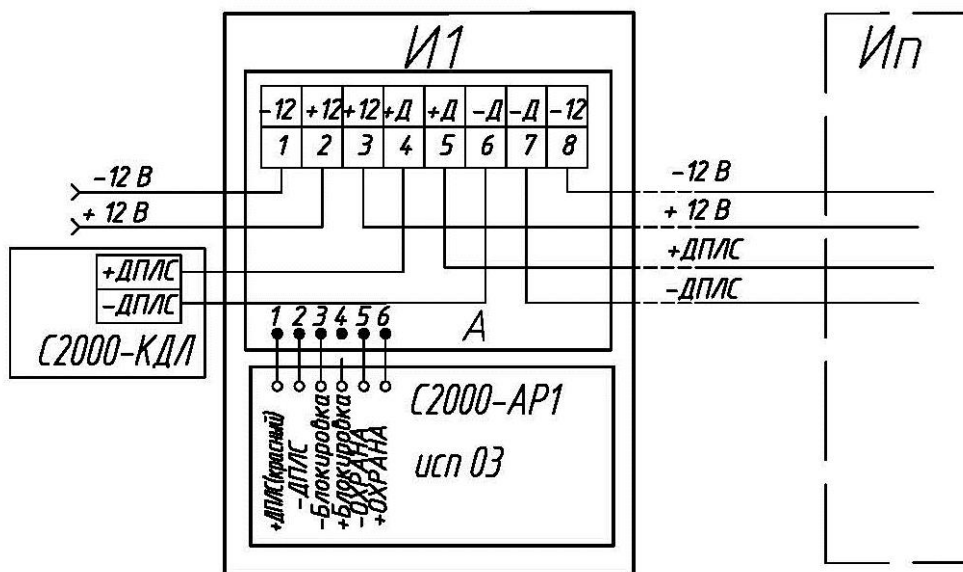 И1
Ип
-12 +12 +12 +Д +Д -Д -Д -12
1 2 3 4 5 6 7 8
-12 В
+ 12 В
-12 В
+ 12 В
+ДПЛС
-ДПЛС
+ДПЛС
-ДПЛС
С2000-КДЛ
1 2 3 4 5 6
А
С2000-АР1
исп 03
+ДПЛС(красный)
-ДПЛС
-Блокировка
+Блокировка
-ОХРАНА
+ОХРАНА